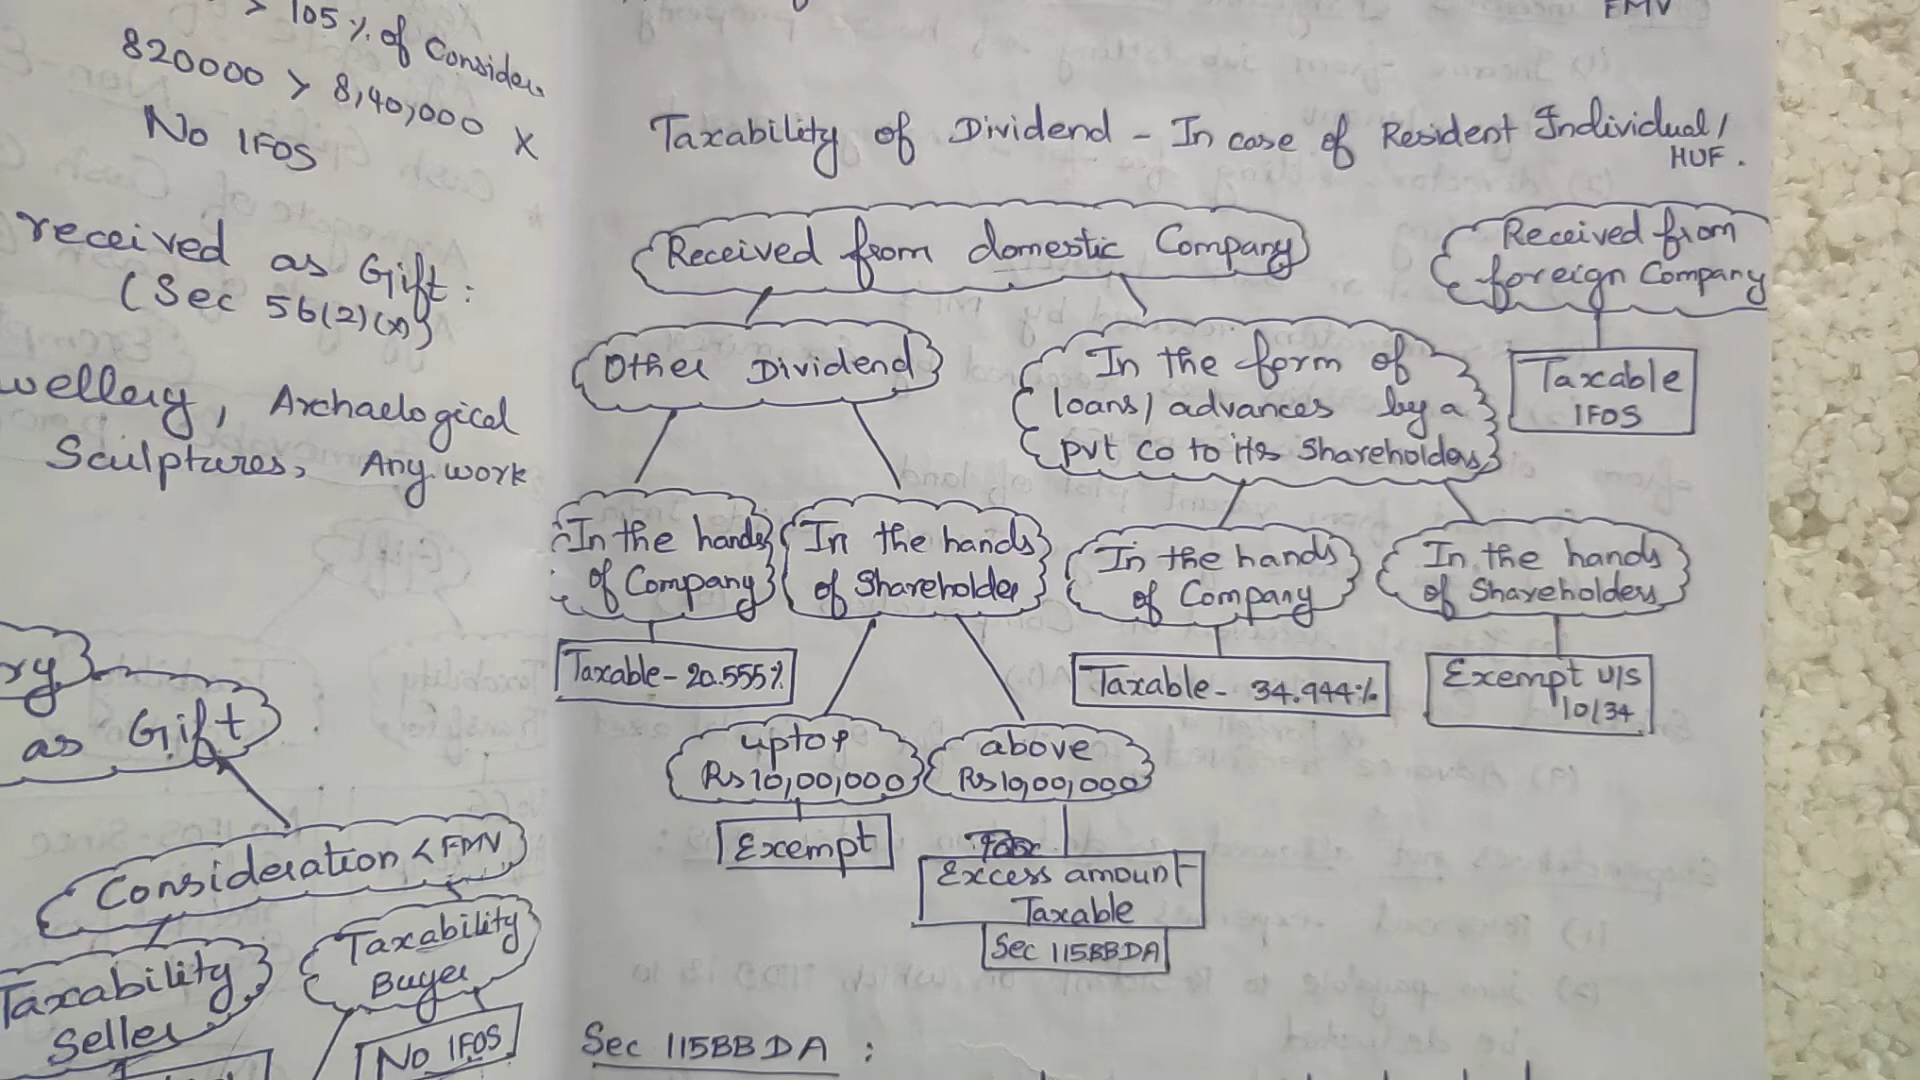 > 105% of Conside
820000 > 8,40,000 X
No IFOS
received as Gift :
(Sec 56(2)(x)}
wellery, Archaelogical
Sculptures, Any work
ry
as Gift
Consideration < FMV
Taxability
Seller
Taxability
Buyer
No IFOS
FMV
Taxability of Dividend - In case of Resident Individual /
HUF.
Received from domestic Company
Received from
foreign Company
Taxable
IFOS
Other Dividend
In the form of
loans/ advances by a
pvt Co to its Shareholders
In the hands
of Company
In the hands
of Shareholder
In the hands
of Company
In the hands
of Shareholders
Taxable - 20.555%
Taxable - 34.944%
Exempt U/S
10/34
upto
Rs 10,00,000
above
Rs 10,00,000
Exempt
Excess amount
Taxable
Sec 115BBDA
Sec 115BBDA :